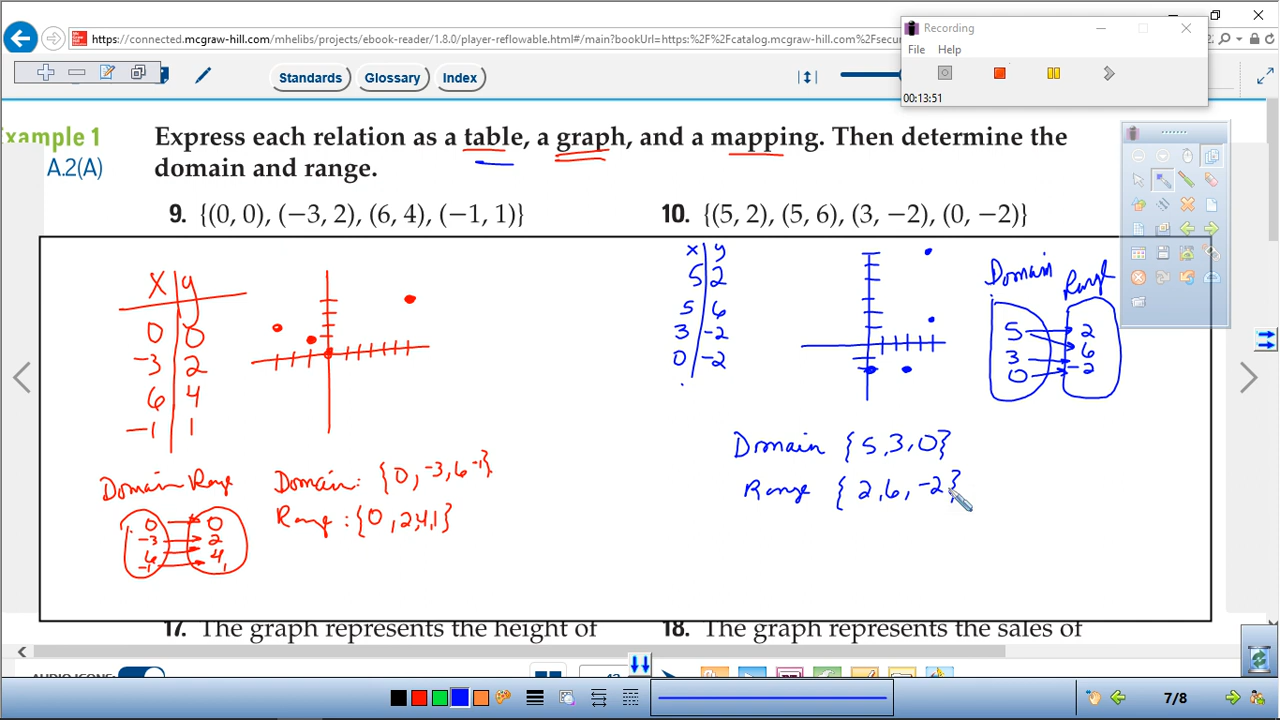 Recording
https://connected.mcgraw-hill.com/mhelibs/projects/ebook-reader/1.8.0/player-reflowable.html#/main?bookUrl=https:%2F%2Fcatalog.mcgraw-hill.com%2Fsecu
File Help
00:13:51
Standards
Glossary
Index
xample 1
A.2(A)
Express each relation as a table, a graph, and a mapping. Then determine the
domain and range.
9. {(0, 0), (−3, 2), (6, 4), (−1, 1)}
10. {(5, 2), (5, 6), (3, −2), (0, −2)}
x y
0 0
-3 2
6 4
-1 1
Domain Range
0 0
-3 2
6 4
-1 1
Domain: {0, -3, 6 -1}
Range: {0, 2,4,1}
x y
5 2
5 6
3 -2
0 -2
Domain Range
5 2
3 6
0 -2
Domain {5,3,0}
Range {2,6,-2}
17. The graph represents the height of
18. The graph represents the sales of
AUDIO ICONS:
7/8